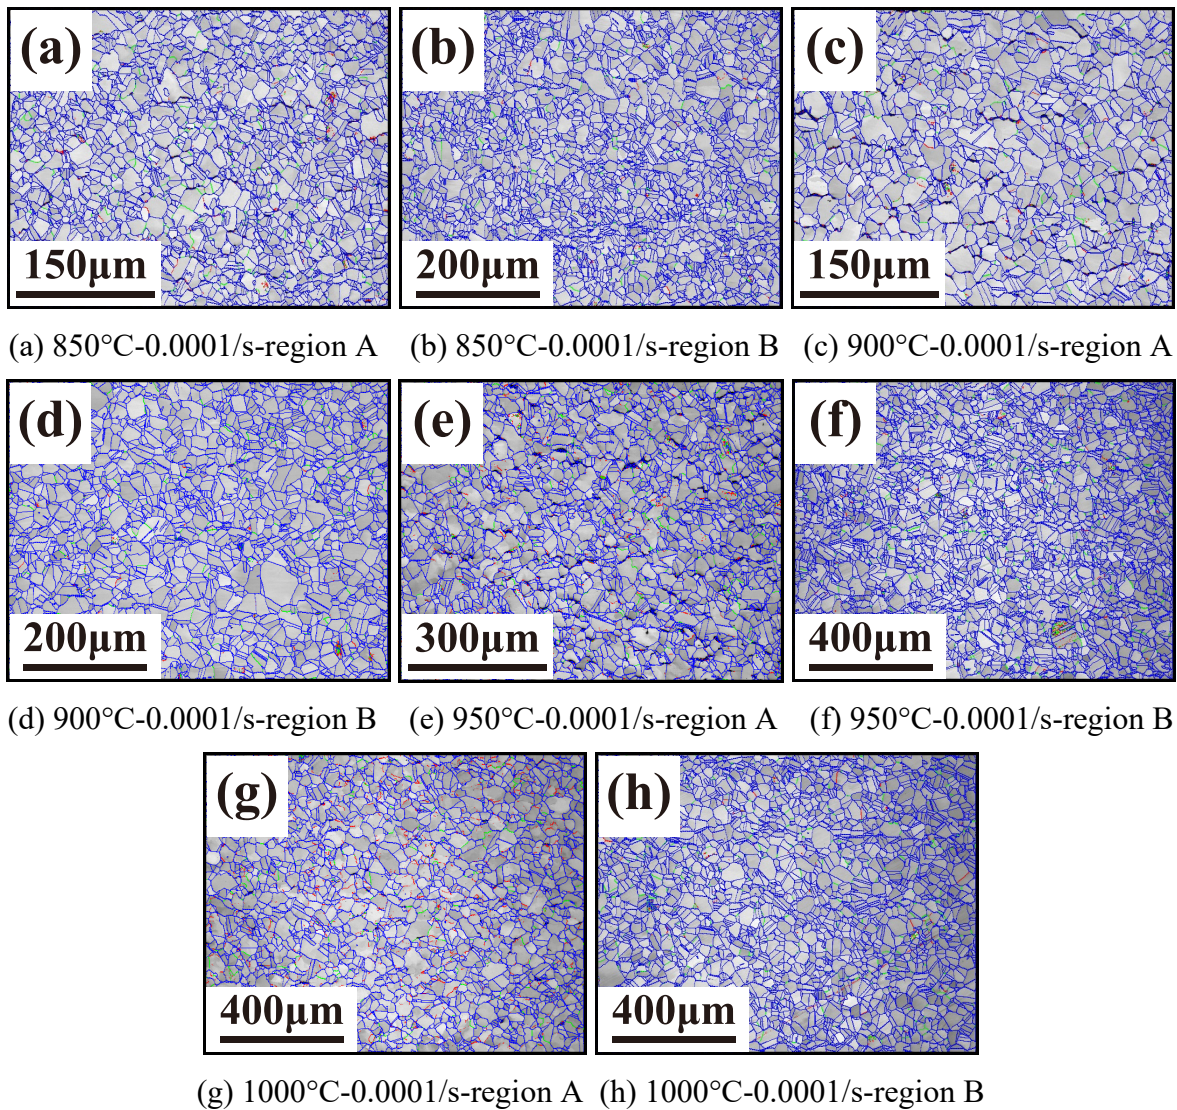 (a) (b) (c)
150μm 200μm 150μm
(a) 850°C-0.0001/s-region A (b) 850°C-0.0001/s-region B (c) 900°C-0.0001/s-region A
(d) (e) (f)
200μm 300μm 400μm
(d) 900°C-0.0001/s-region B (e) 950°C-0.0001/s-region A (f) 950°C-0.0001/s-region B
(g) (h)
400μm 400μm
(g) 1000°C-0.0001/s-region A (h) 1000°C-0.0001/s-region B